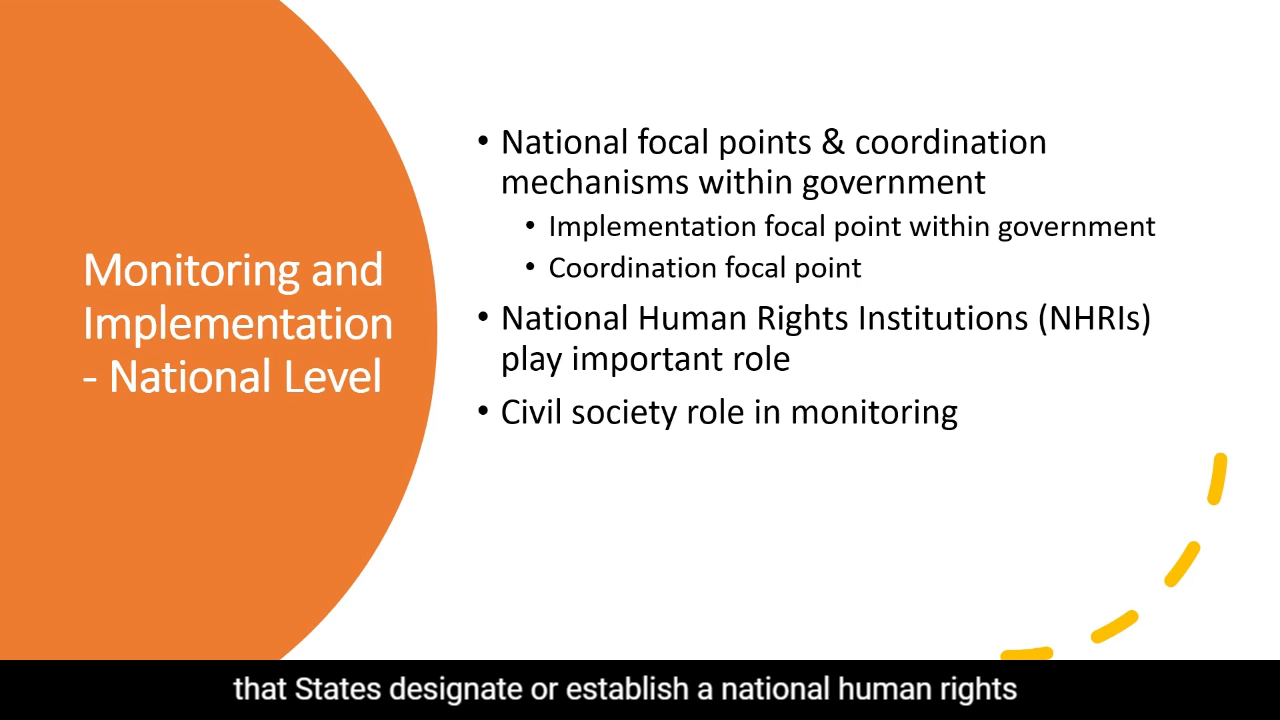 Monitoring and
Implementation
- National Level
• National focal points & coordination
mechanisms within government
• Implementation focal point within government
• Coordination focal point
• National Human Rights Institutions (NHRIs)
play important role
• Civil society role in monitoring
that States designate or establish a national human rights